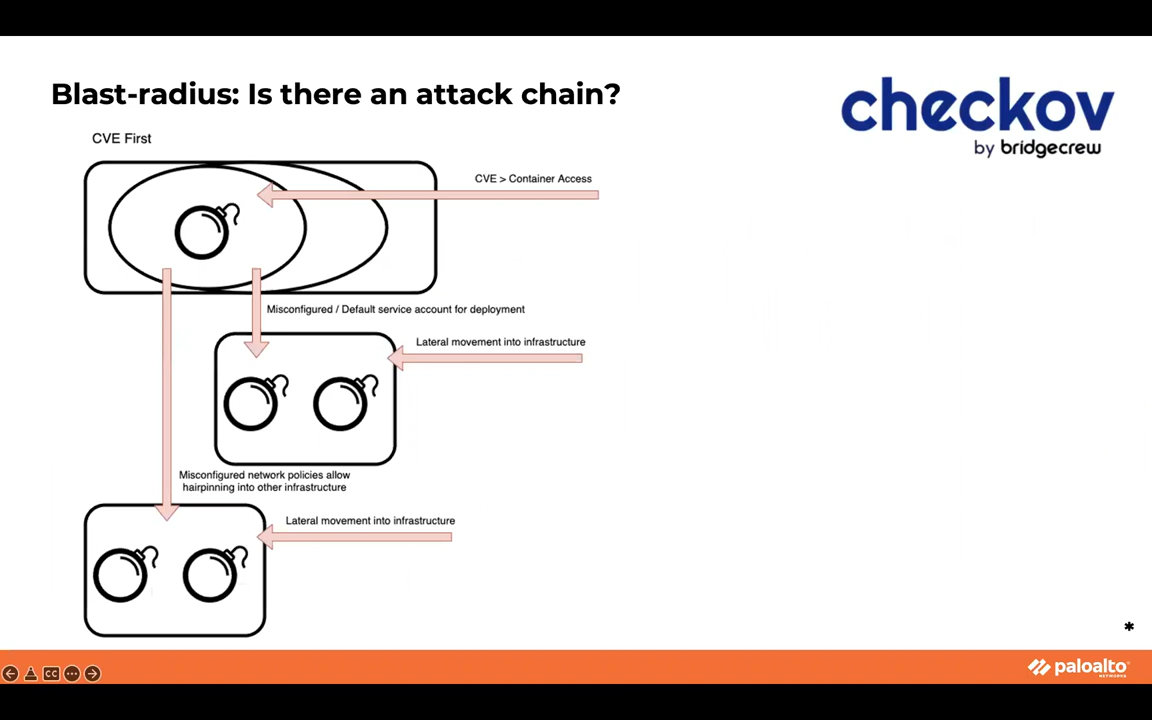 Blast-radius: Is there an attack chain?
checkov
by bridgecrew
CVE First
CVE > Container Access
Misconfigured / Default service account for deployment
Lateral movement into infrastructure
Misconfigured network policies allow
hairpinning into other infrastructure
Lateral movement into infrastructure
*
CC
paloalto
NETWORKS